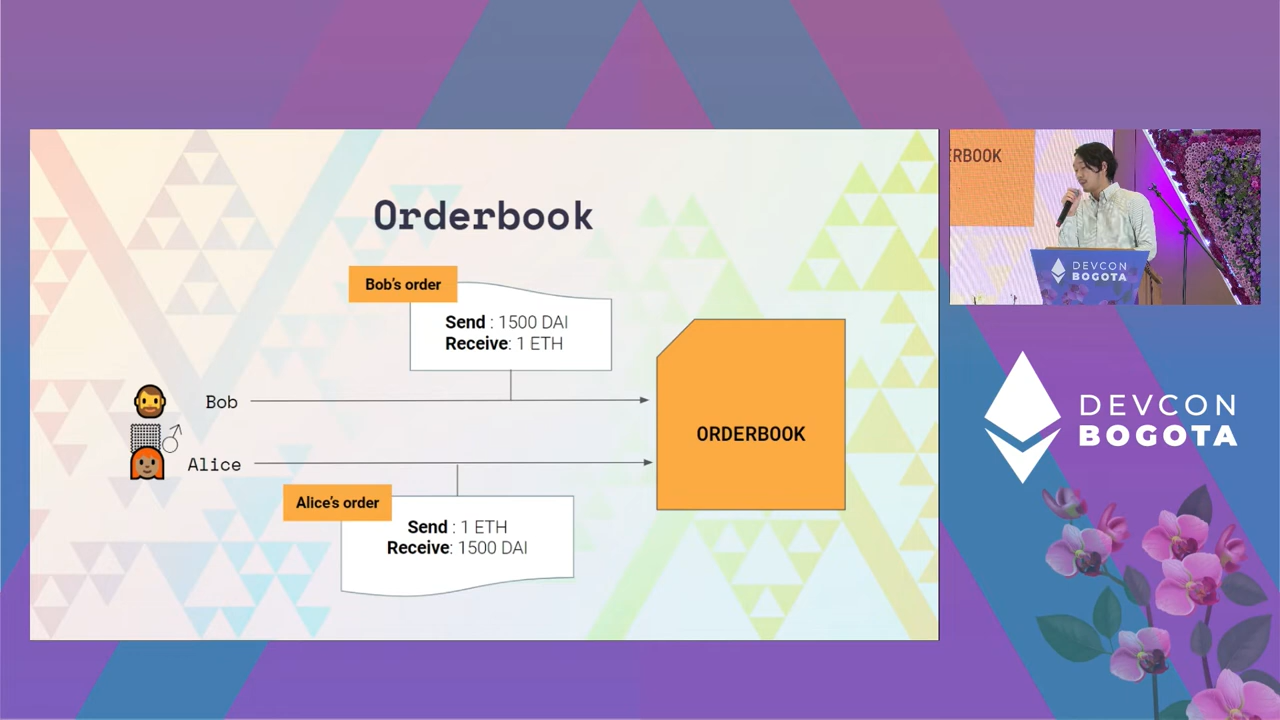 Orderbook
Bob's order
Send : 1500 DAI
Receive: 1 ETH
Bob
Alice
ORDERBOOK
Alice's order
Send : 1 ETH
Receive: 1500 DAI
ERBOOK
DEVCON
BOGOTA
DEVCON
BOGOTA